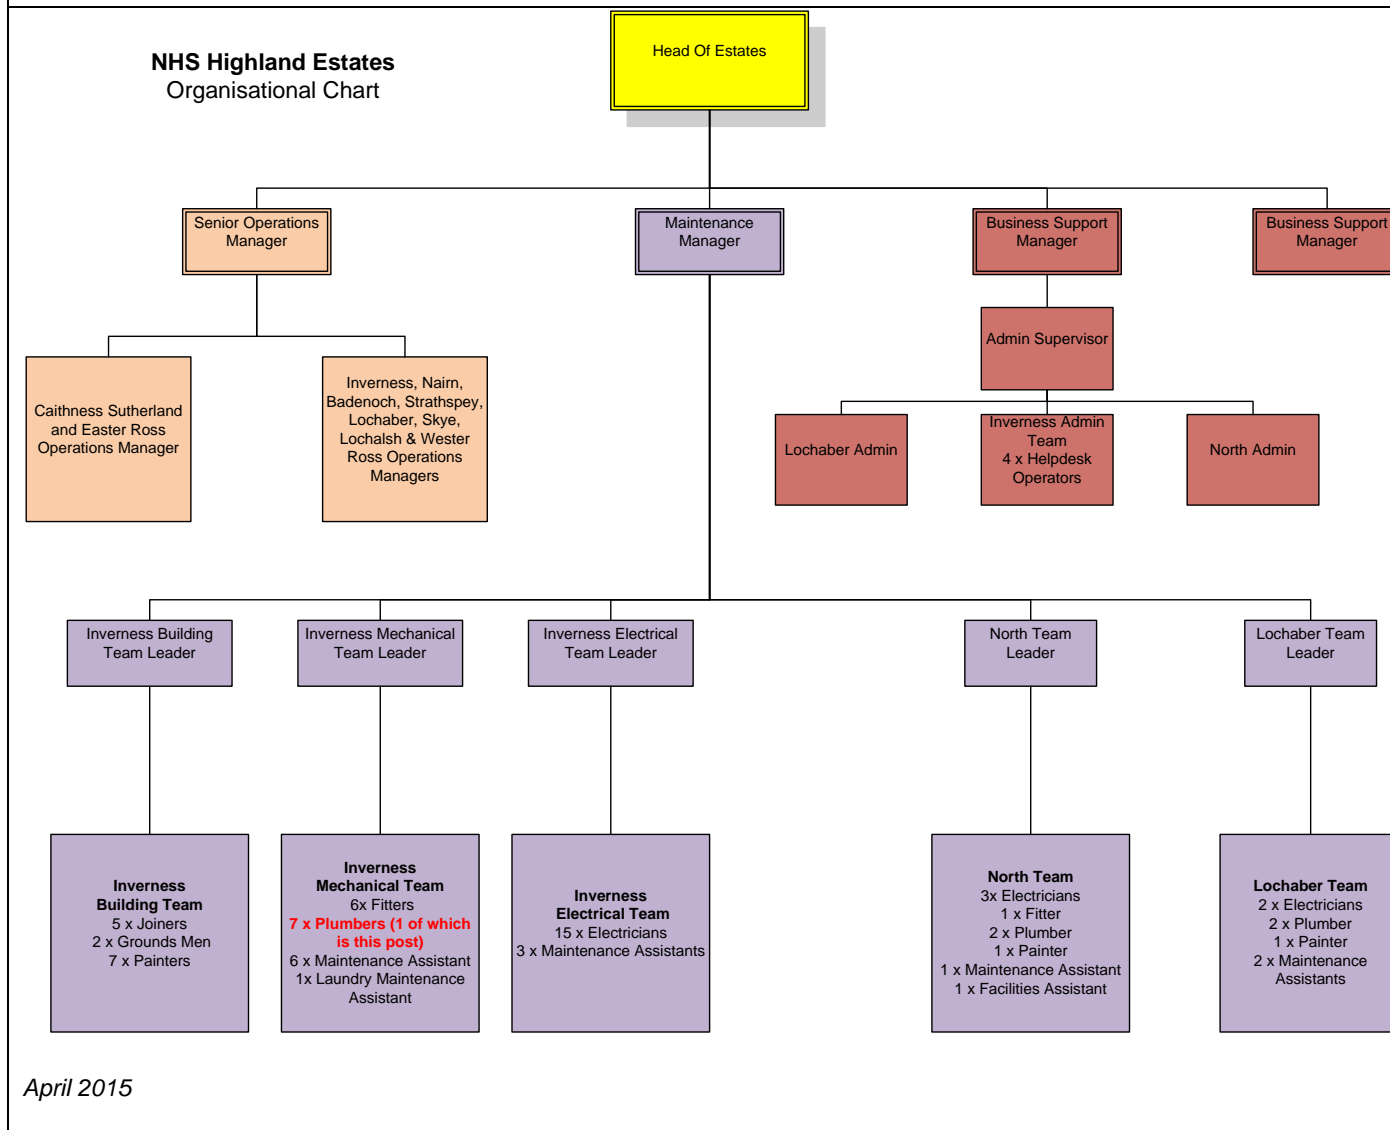 NHS Highland Estates
Organisational Chart
Head Of Estates
Senior Operations
Manager
Maintenance
Manager
Business Support
Manager
Business Support
Manager
Admin Supervisor
Caithness Sutherland
and Easter Ross
Operations Manager
Inverness, Nairn,
Badenoch, Strathspey,
Lochaber, Skye,
Lochalsh & Wester
Ross Operations
Managers
Lochaber Admin
Inverness Admin
Team
4 x Helpdesk
Operators
North Admin
Inverness Building
Team Leader
Inverness Mechanical
Team Leader
Inverness Electrical
Team Leader
North Team
Leader
Lochaber Team
Leader
Inverness
Building Team
5 x Joiners
2 x Grounds Men
7 x Painters
Inverness
Mechanical Team
6x Fitters
7 x Plumbers (1 of which
is this post)
6 x Maintenance Assistant
1x Laundry Maintenance
Assistant
Inverness
Electrical Team
15 x Electricians
3 x Maintenance Assistants
North Team
3x Electricians
1 x Fitter
2 x Plumber
1 x Painter
1 x Maintenance Assistant
1 x Facilities Assistant
Lochaber Team
2 x Electricians
2 x Plumber
1 x Painter
2 x Maintenance
Assistants
April 2015